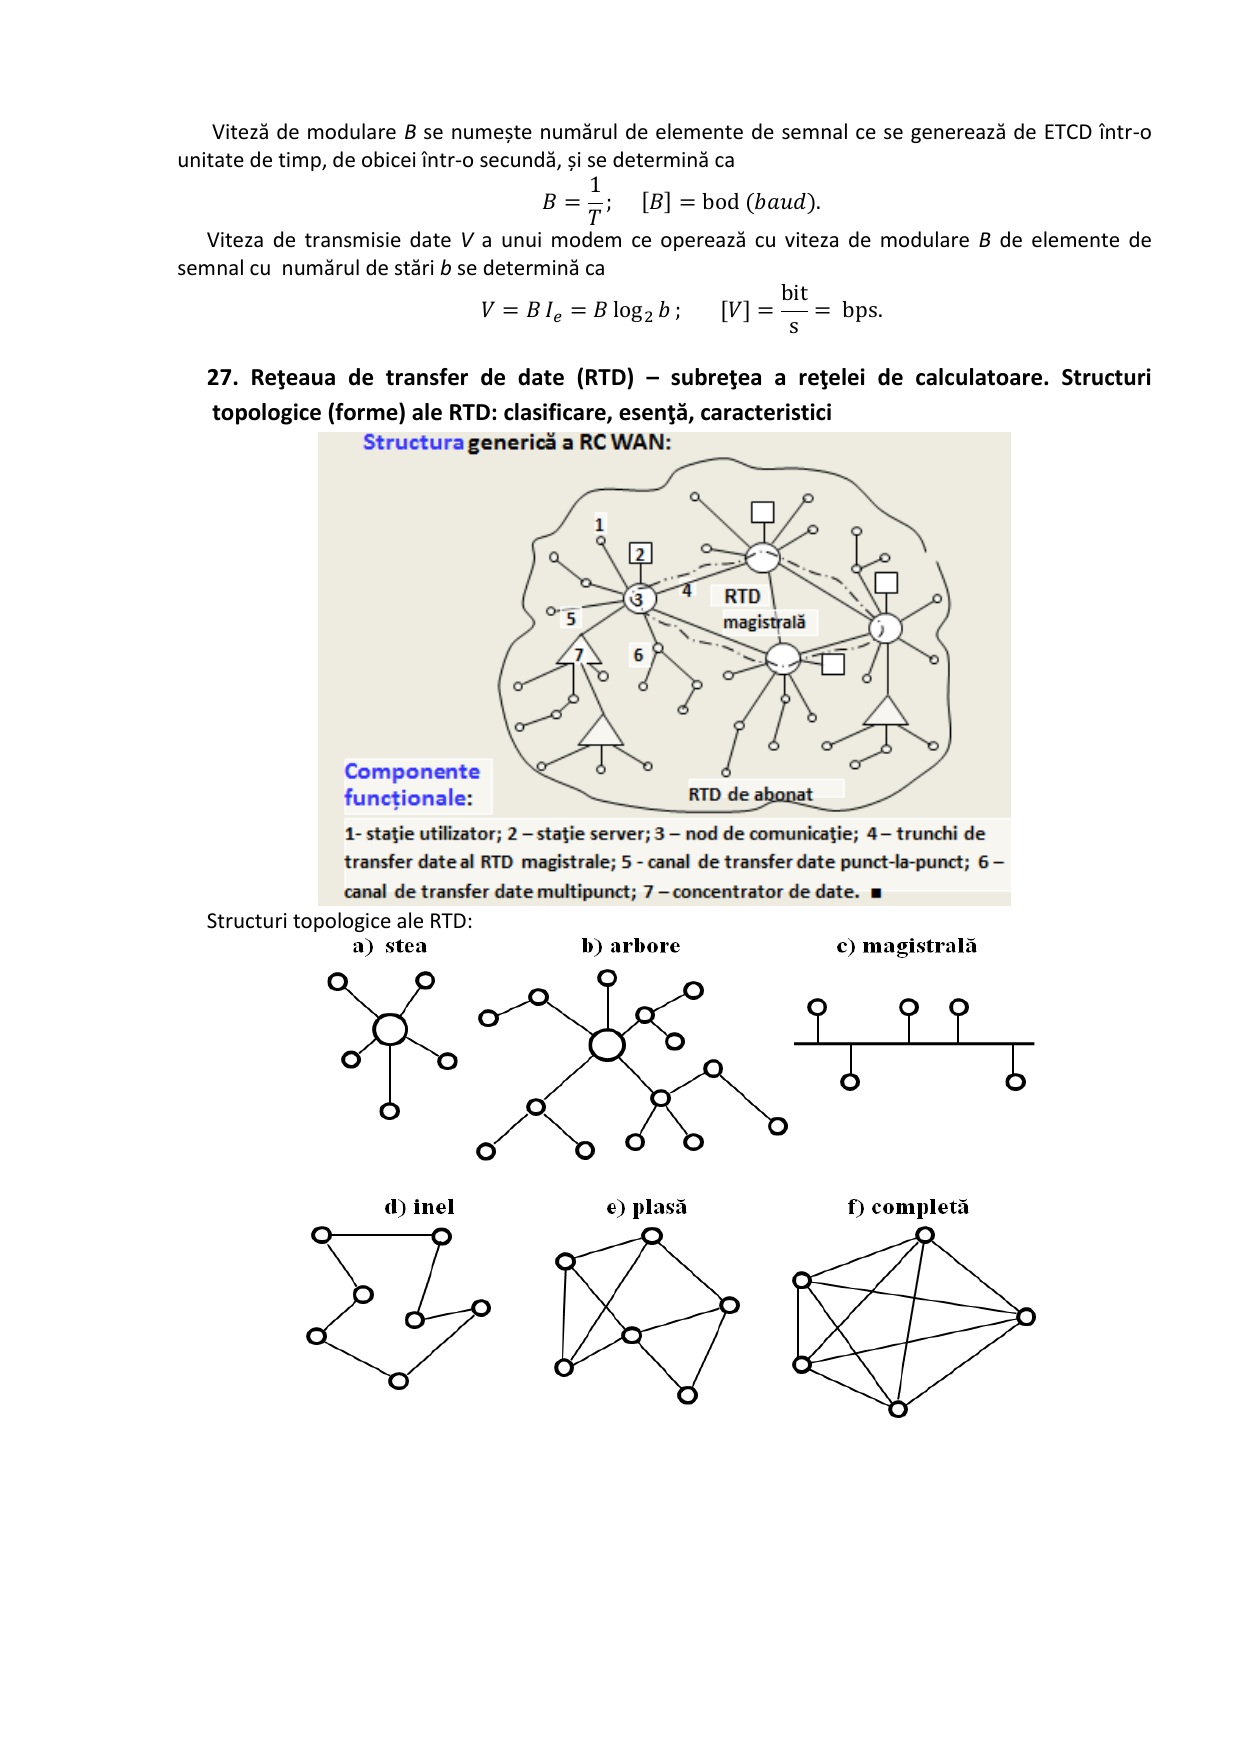 Viteză de modulare B se numește numărul de elemente de semnal ce se generează de ETCD într-o
unitate de timp, de obicei într-o secundă, și se determină ca
B = 1/T; [B] = bod (baud).
Viteza de transmisie date V a unui modem ce operează cu viteza de modulare B de elemente de
semnal cu numărul de stări b se determină ca
V = B Iₑ = B log₂ b ; [V] = bit/s = bps.
27. Reţeaua de transfer de date (RTD) – subreţea a reţelei de calculatoare. Structuri
topologice (forme) ale RTD: clasificare, esenţă, caracteristici
Structura generică a RC WAN:
1
2
3
4
RTD
magistrală
5
6
7
Componente
funcționale:
RTD de abonat
1- staţie utilizator; 2 – staţie server; 3 – nod de comunicaţie; 4 – trunchi de
transfer date al RTD magistrale; 5 - canal de transfer date punct-la-punct; 6 –
canal de transfer date multipunct; 7 – concentrator de date. ■
Structuri topologice ale RTD:
a) stea b) arbore c) magistrală
d) inel e) plasă f) completă